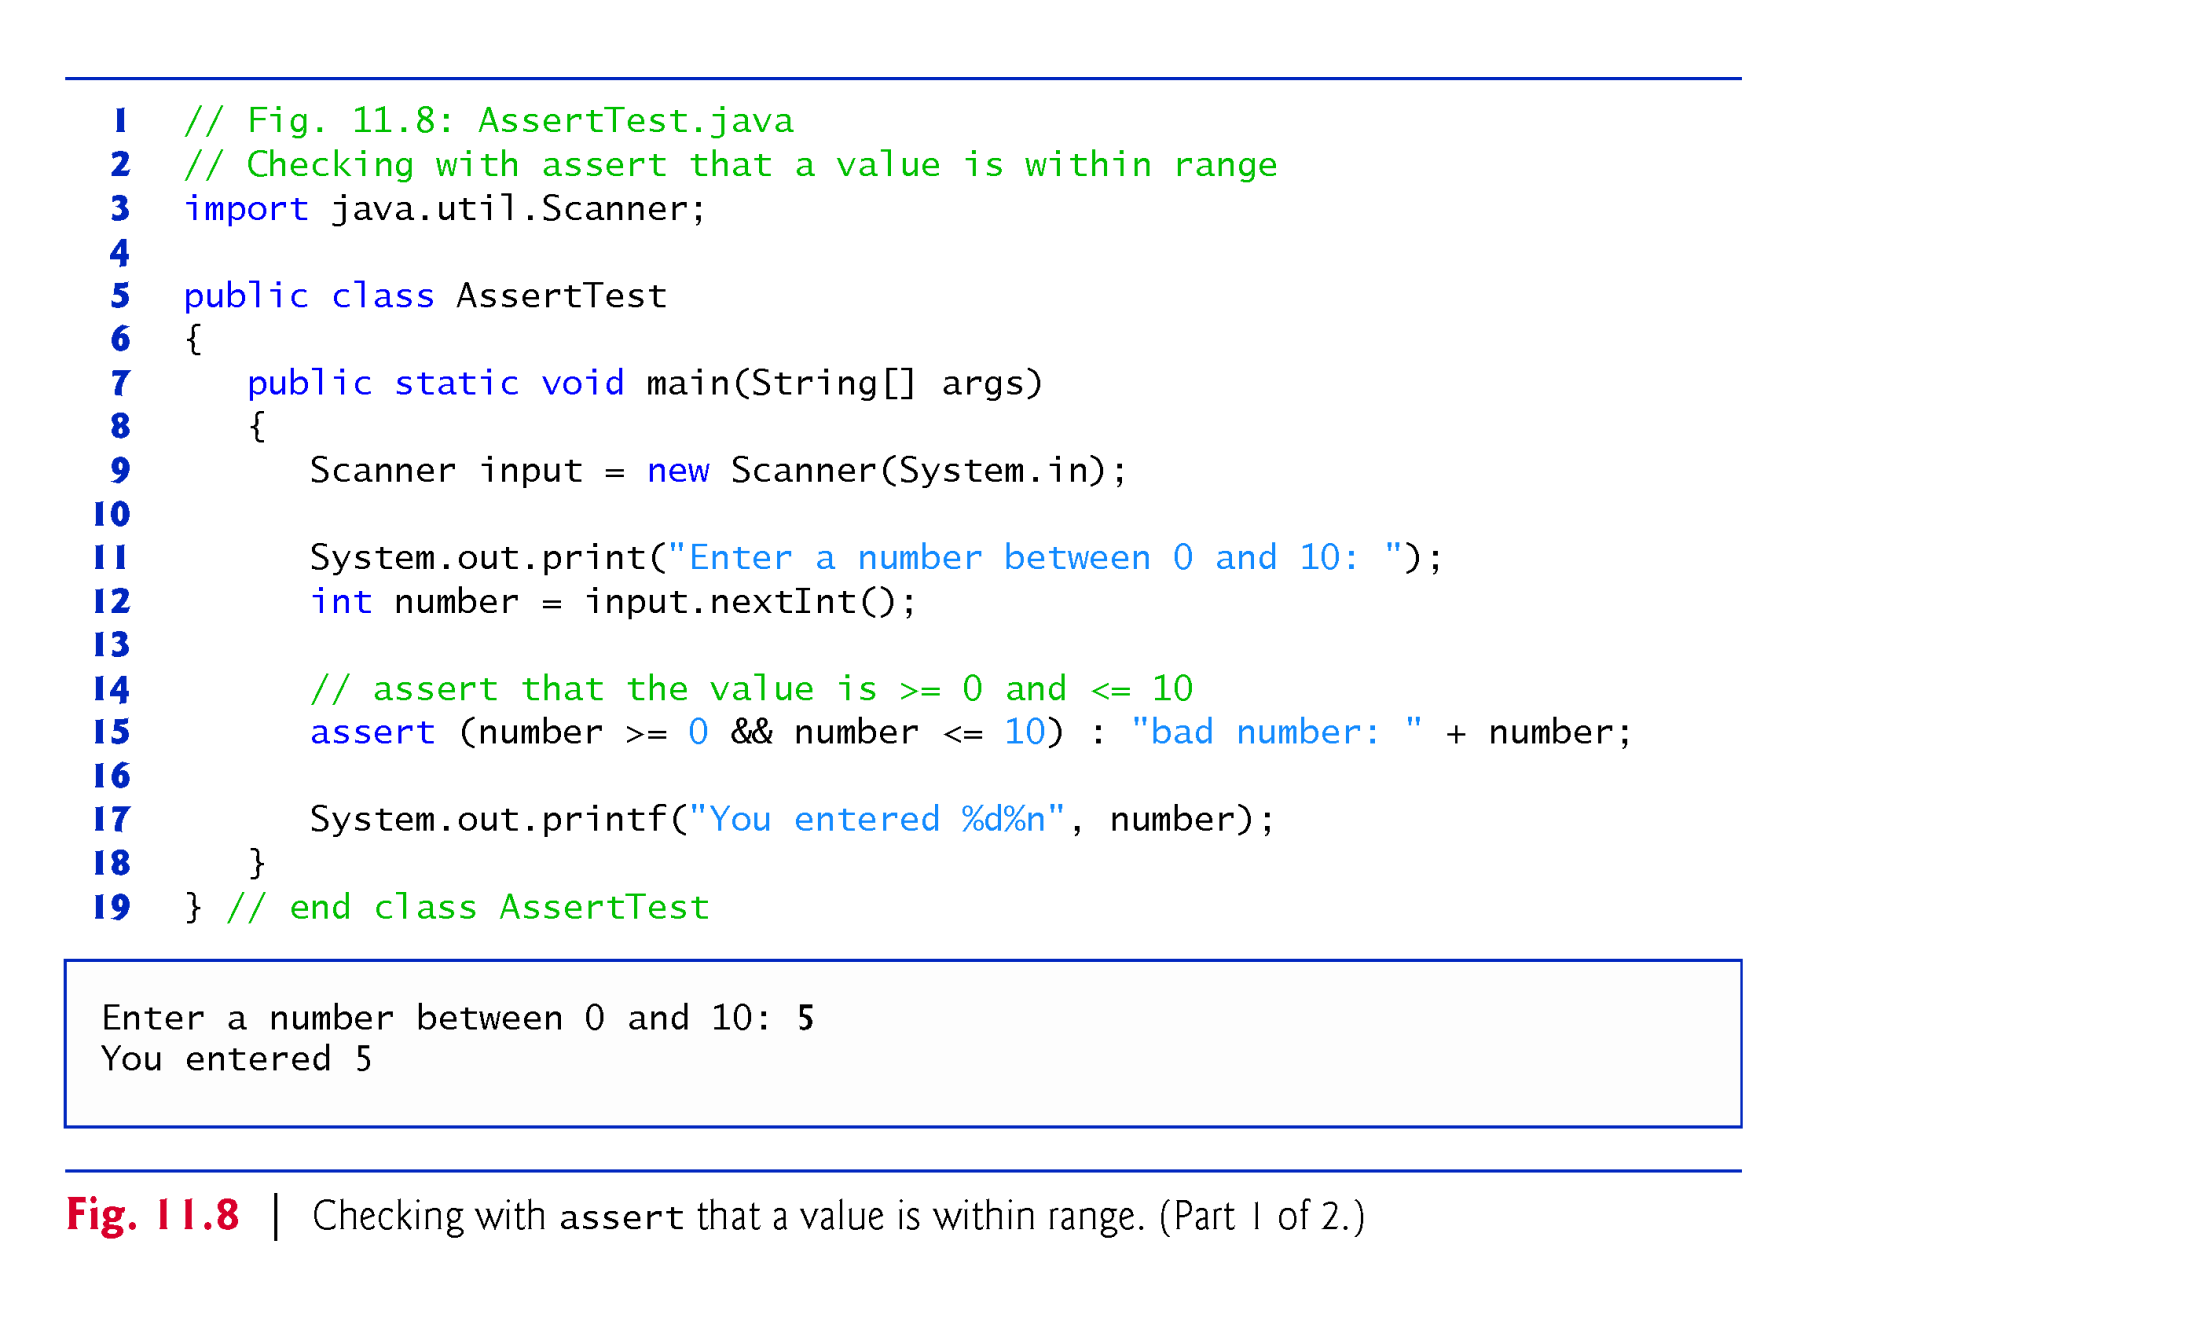 1 // Fig. 11.8: AssertTest.java
2 // Checking with assert that a value is within range
3 import java.util.Scanner;
4
5 public class AssertTest
6 {
7    public static void main(String[] args)
8    {
9       Scanner input = new Scanner(System.in);
10
11       System.out.print("Enter a number between 0 and 10: ");
12       int number = input.nextInt();
13
14       // assert that the value is >= 0 and <= 10
15       assert (number >= 0 && number <= 10) : "bad number: " + number;
16
17       System.out.printf("You entered %d%n", number);
18    }
19 } // end class AssertTest
Enter a number between 0 and 10: 5
You entered 5
Fig. 11.8 | Checking with assert that a value is within range. (Part 1 of 2.)